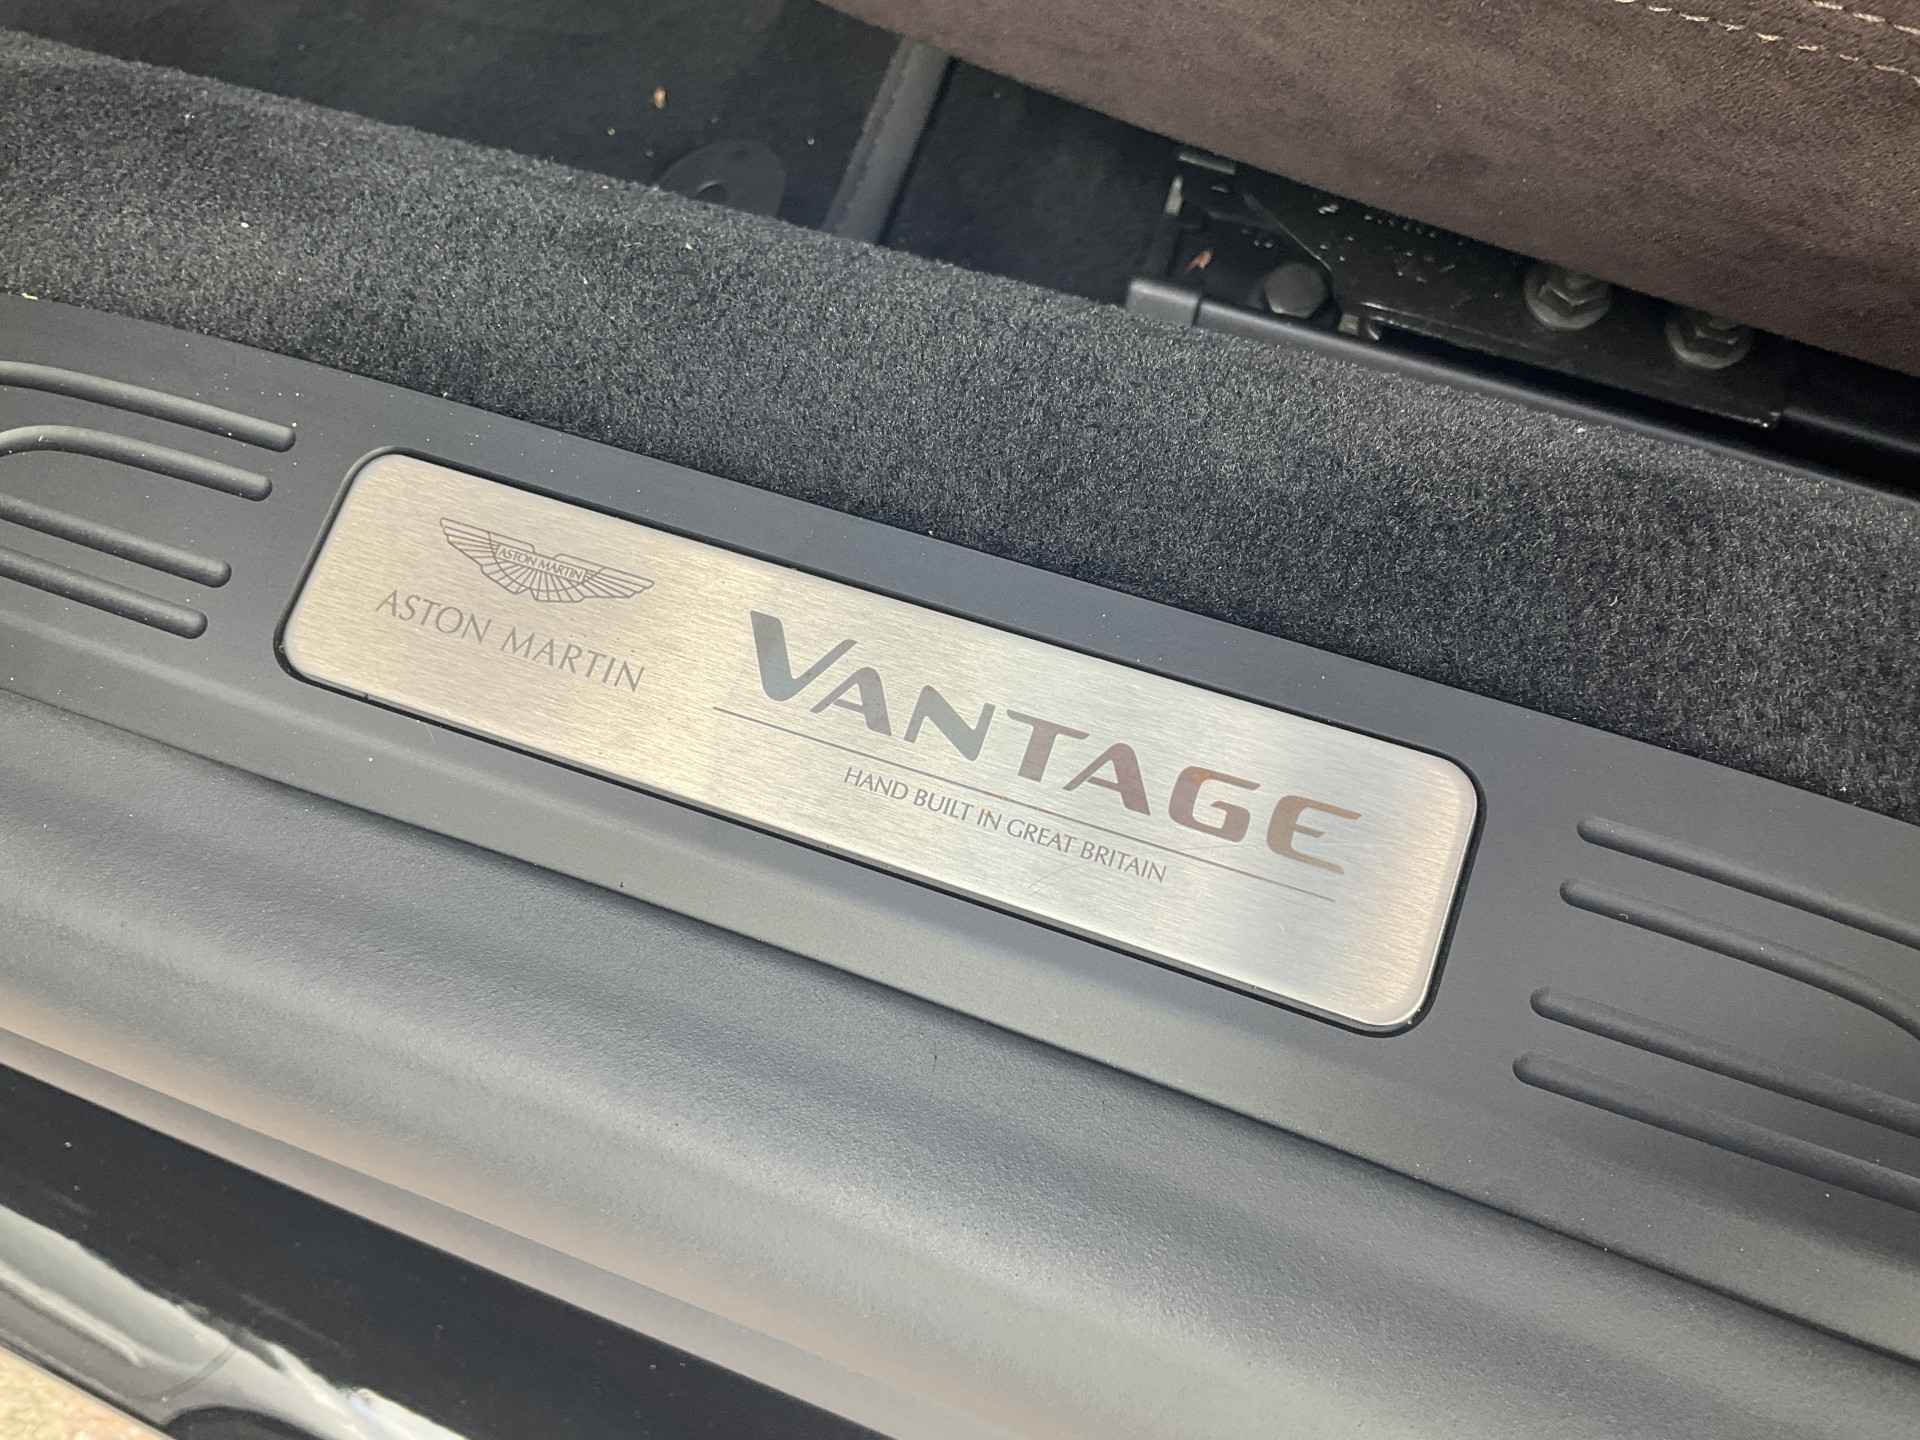 ASTON MARTIN
ASTON MARTIN
VANTAGE
HAND BUILT IN GREAT BRITAIN